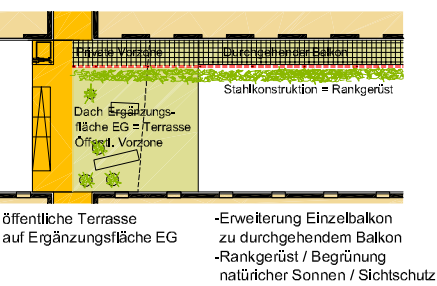 Private Vorzone
Durchgehender Balkon
Stahlkonstruktion = Rankgerüst
Dach Ergänzungs-
fläche EG = Terrasse
Öffentl. Vorzone
öffentliche Terrasse
auf Ergänzungsfläche EG
-Erweiterung Einzelbalkon
zu durchgehendem Balkon
-Rankgerüst / Begrünung
natüricher Sonnen / Sichtschutz